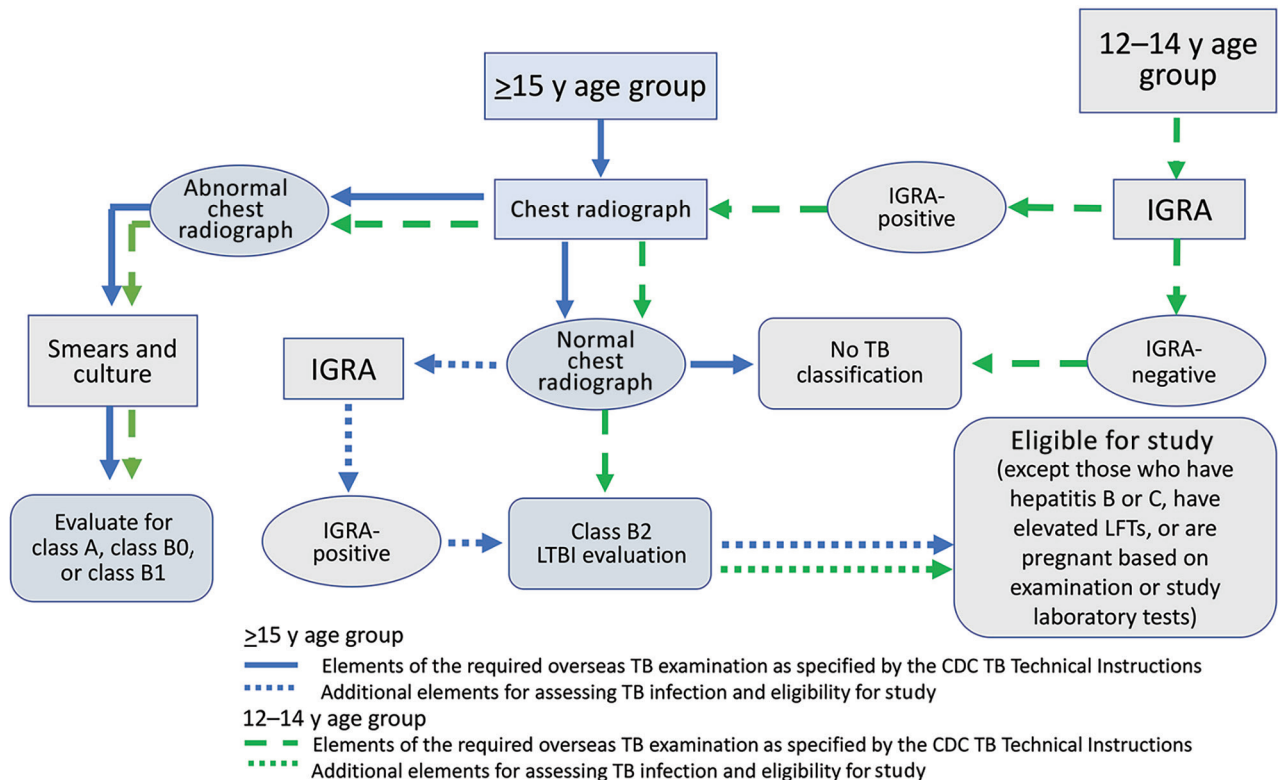 ≥15 y age group
12–14 y age
group
Abnormal
chest
radiograph
Chest radiograph
IGRA-
positive
IGRA
Smears and
culture
IGRA
Normal
chest
radiograph
No TB
classification
IGRA-
negative
Evaluate for
class A, class B0,
or class B1
IGRA-
positive
Class B2
LTBI evaluation
Eligible for study
(except those who have
hepatitis B or C, have
elevated LFTs, or are
pregnant based on
examination or study
laboratory tests)
≥15 y age group
Elements of the required overseas TB examination as specified by the CDC TB Technical Instructions
Additional elements for assessing TB infection and eligibility for study
12–14 y age group
Elements of the required overseas TB examination as specified by the CDC TB Technical Instructions
Additional elements for assessing TB infection and eligibility for study